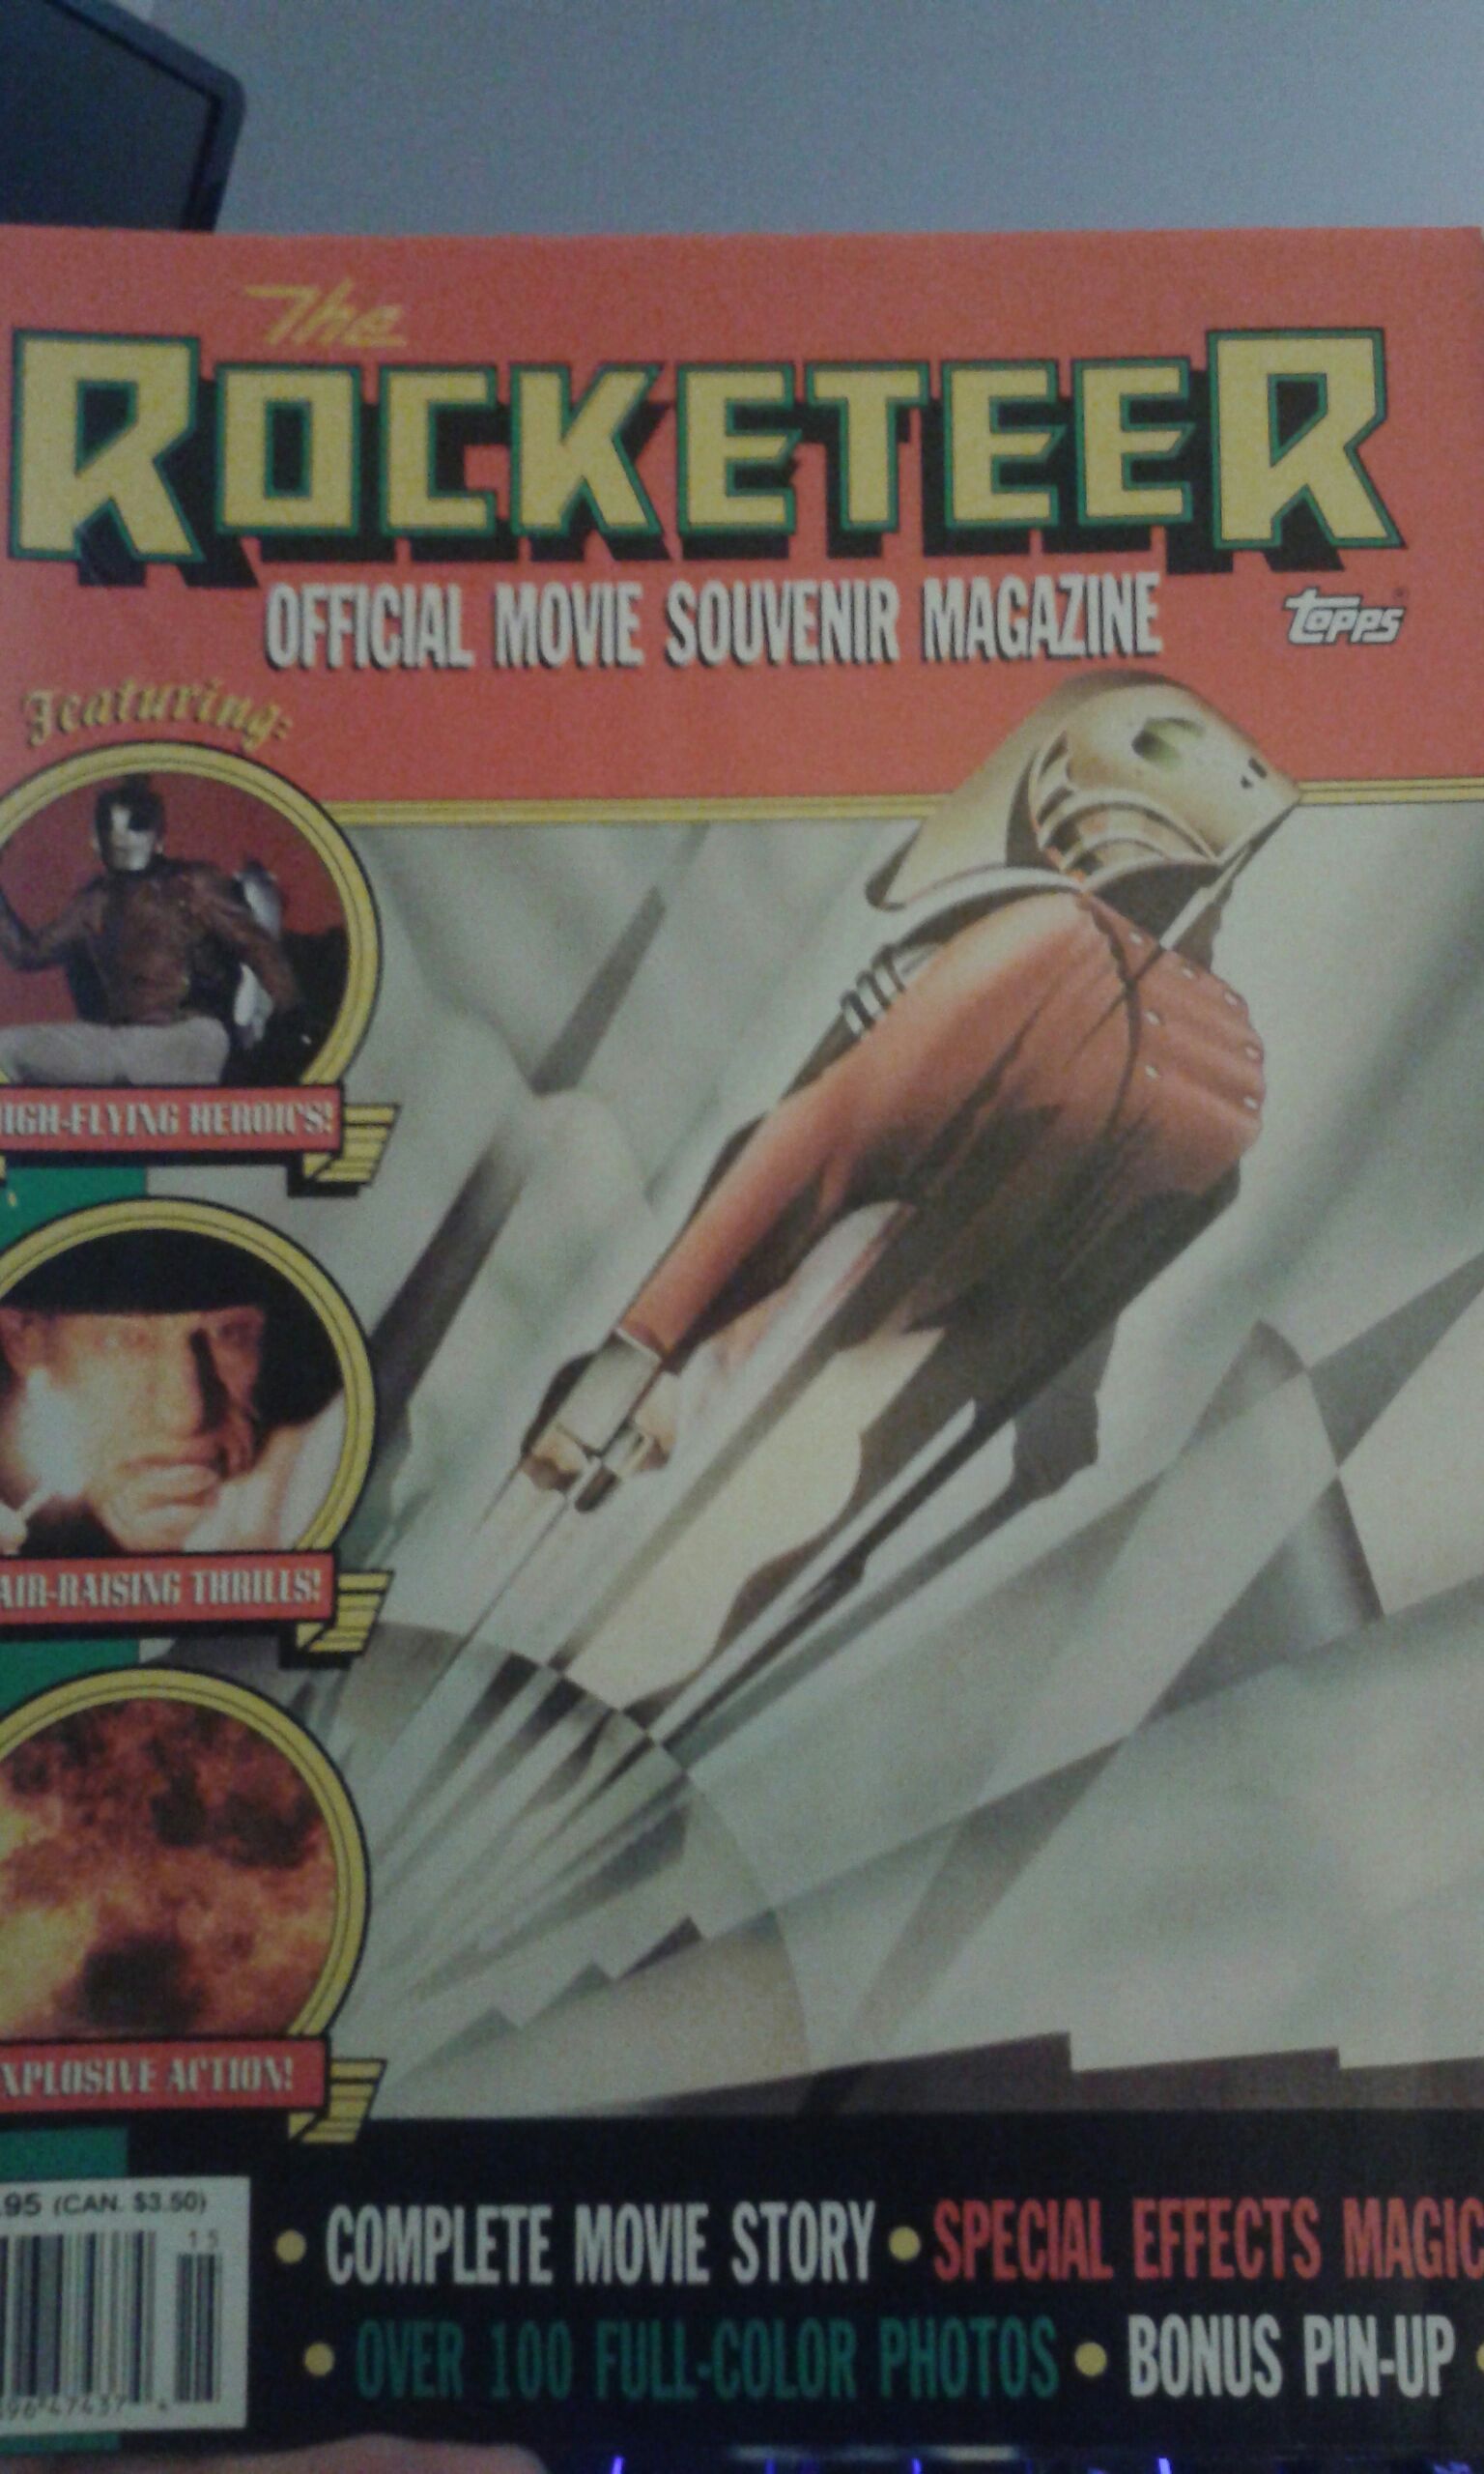 The
ROCKETEER
OFFICIAL MOVIE SOUVENIR MAGAZINE
TOPPS®
Featuring:
IGH-FLYING HEROICS!
AIR-RAISING THRILLS!
XPLOSIVE ACTION!
.95 (CAN. $3.50)
15
• COMPLETE MOVIE STORY • SPECIAL EFFECTS MAGIC
• OVER 100 FULL-COLOR PHOTOS • BONUS PIN-UP •